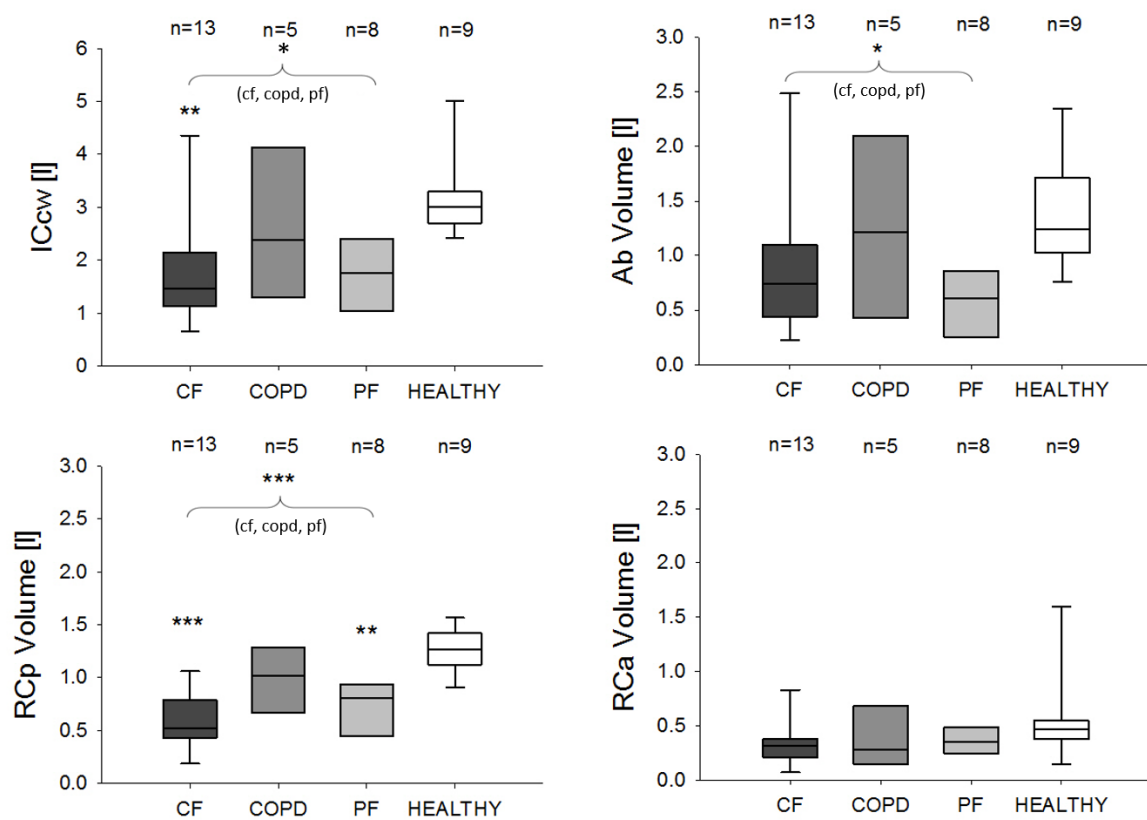 n=13 n=5 n=8 n=9
6
5
4
3
2
1
0
ICcw [l]
*
(cf, copd, pf)
**
CF COPD PF HEALTHY
n=13 n=5 n=8 n=9
3.0
2.5
2.0
1.5
1.0
0.5
0.0
Ab Volume [l]
*
(cf, copd, pf)
CF COPD PF HEALTHY
n=13 n=5 n=8 n=9
3.0
2.5
2.0
1.5
1.0
0.5
0.0
RCp Volume [l]
***
(cf, copd, pf)
*** **
CF COPD PF HEALTHY
n=13 n=5 n=8 n=9
3.0
2.5
2.0
1.5
1.0
0.5
0.0
RCa Volume [l]
CF COPD PF HEALTHY